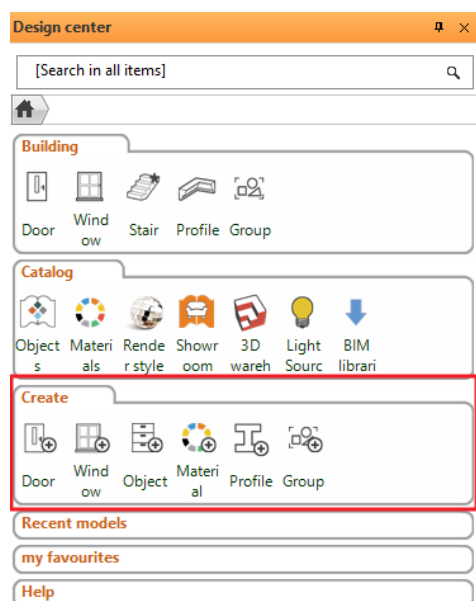 Design center
[Search in all items]
Building
Door
Wind
ow
Stair
Profile
Group
Catalog
Object
s
Materi
als
Rende
r style
Showr
oom
3D
wareh
Light
Sourc
BIM
librari
Create
Door
Wind
ow
Object
Materi
al
Profile
Group
Recent models
my favourites
Help